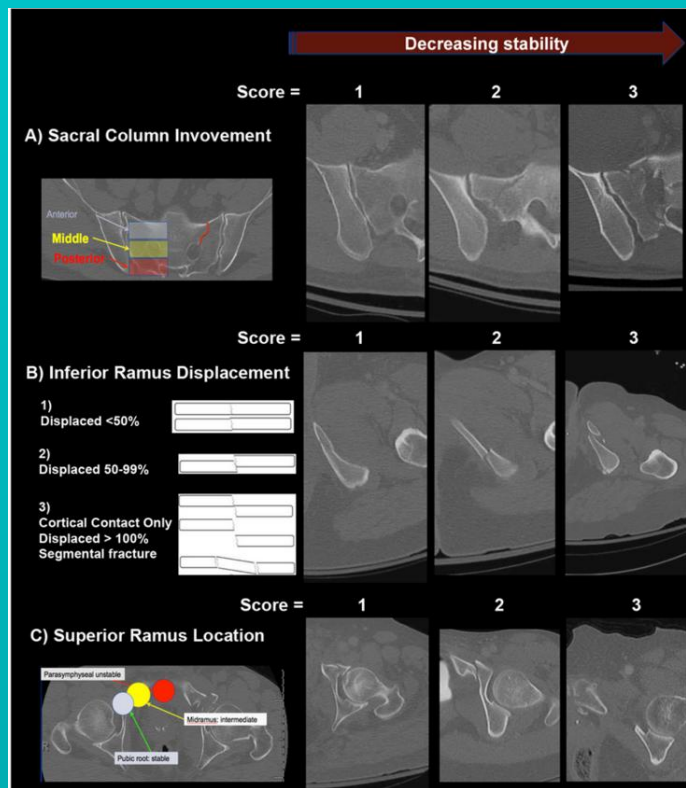 Decreasing stability
Score = 1 2 3
A) Sacral Column Invovement
Anterior
Middle
Posterior
Score = 1 2 3
B) Inferior Ramus Displacement
1)
Displaced <50%
2)
Displaced 50-99%
3)
Cortical Contact Only
Displaced > 100%
Segmental fracture
Score = 1 2 3
C) Superior Ramus Location
Parasymphyseal unstable
Midramus: intermediate
Pubic root: stable